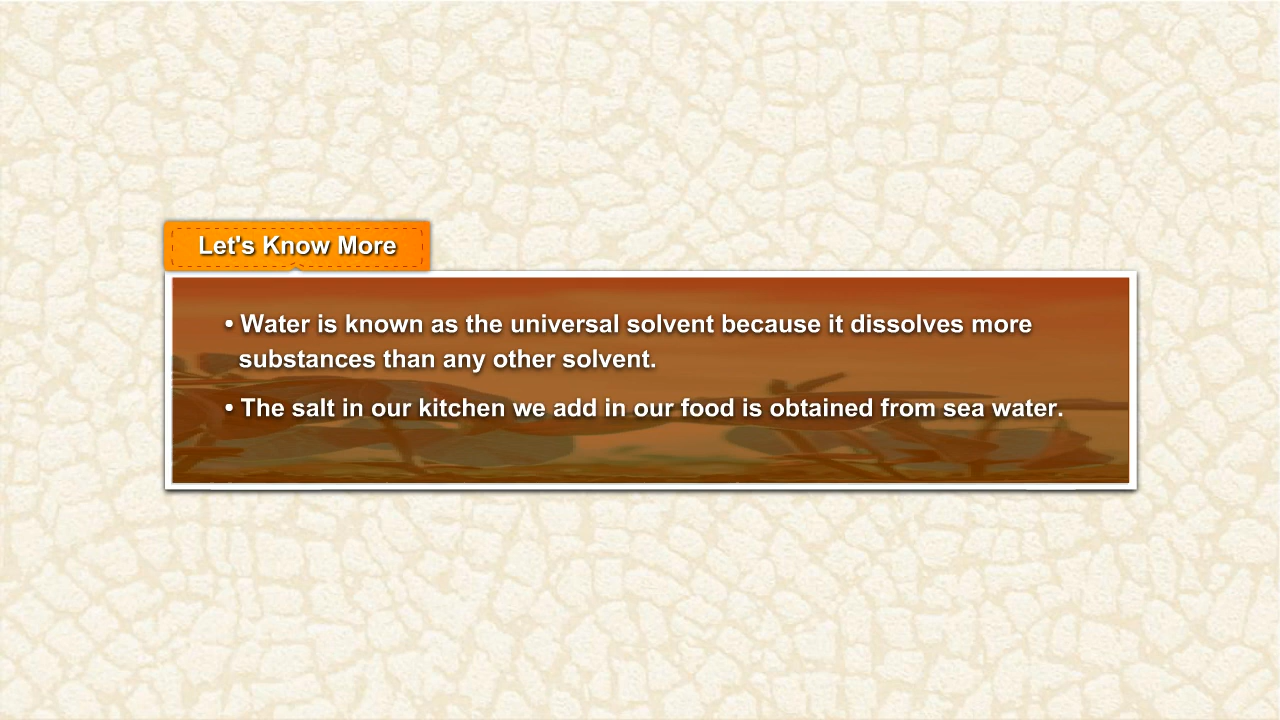 Let's Know More
• Water is known as the universal solvent because it dissolves more
substances than any other solvent.
• The salt in our kitchen we add in our food is obtained from sea water.